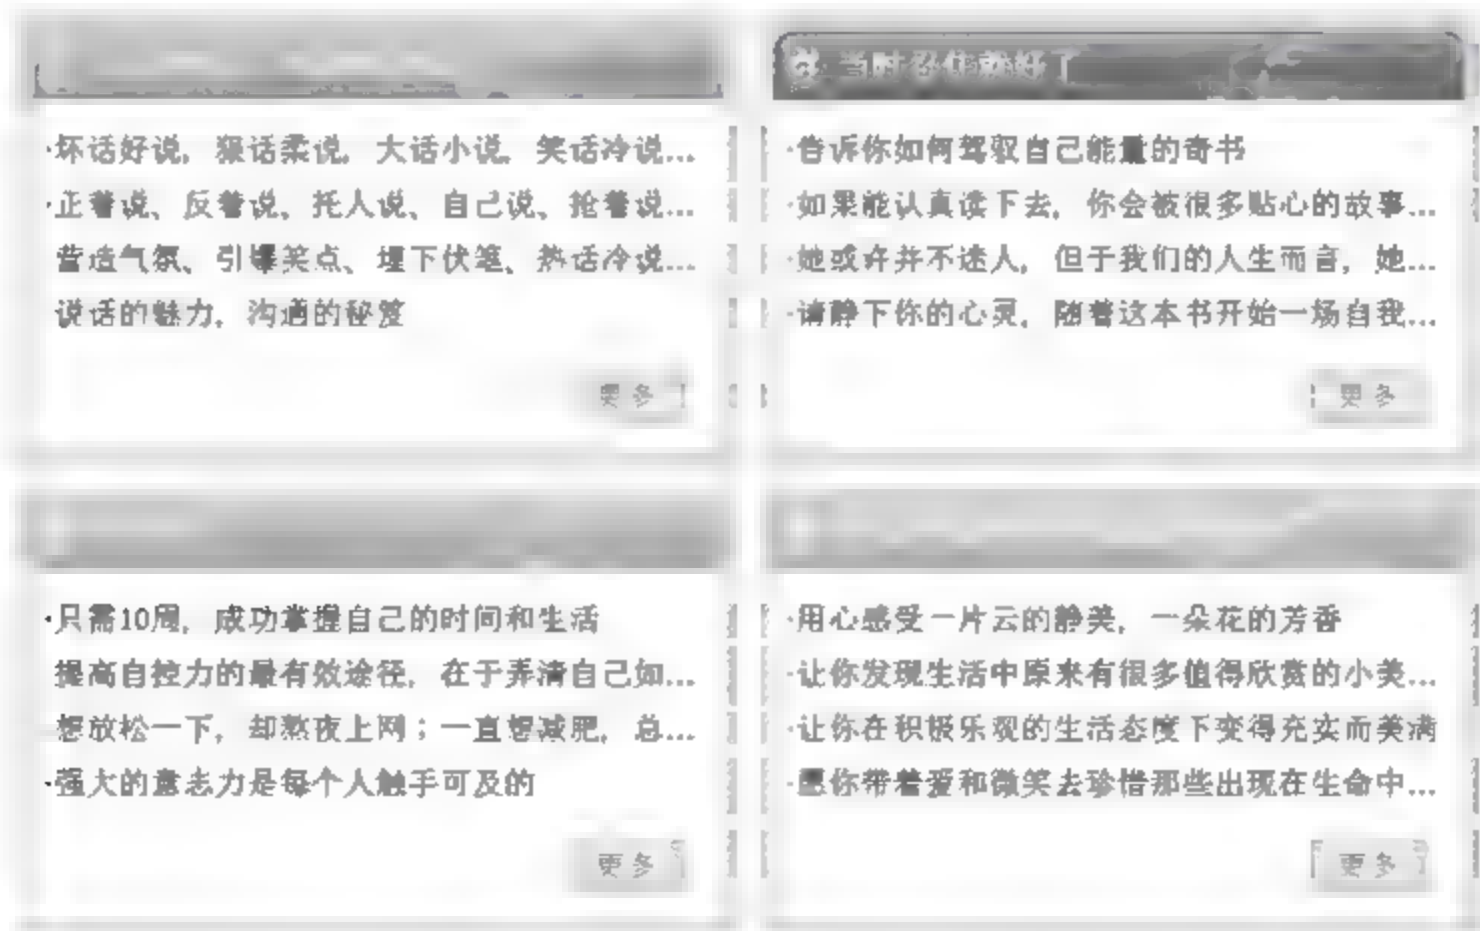 ·坏话好说，狠话柔说，大话小说，笑话冷说...
·正着说、反着说、托人说、自己说、抢着说...
营造气氛、引爆笑点、埋下伏笔、热话冷说...
说话的魅力，沟通的秘笈
更多
当时忍住就好了
·告诉你如何驾驭自己能量的奇书
·如果能认真读下去，你会被很多贴心的故事...
·她或许并不迷人，但于我们的人生而言，她...
·请静下你的心灵，随着这本书开始一场自我...
更多
·只需10周，成功掌握自己的时间和生活
提高自控力的最有效途径，在于弄清自己如...
想放松一下，却熬夜上网；一直想减肥，总...
·强大的意志力是每个人触手可及的
更多
·用心感受一片云的静美，一朵花的芳香
·让你发现生活中原来有很多值得欣赏的小美...
·让你在积极乐观的生活态度下变得充实而美满
·愿你带着爱和微笑去珍惜那些出现在生命中...
更多